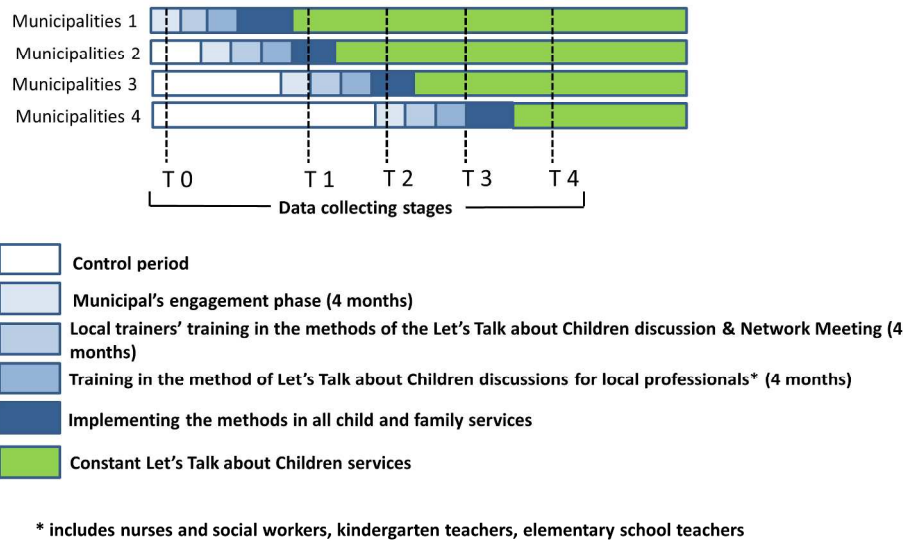 Municipalities 1
Municipalities 2
Municipalities 3
Municipalities 4
T 0 T 1 T 2 T 3 T 4
Data collecting stages
Control period
Municipal's engagement phase (4 months)
Local trainers' training in the methods of the Let's Talk about Children discussion & Network Meeting (4
months)
Training in the method of Let's Talk about Children discussions for local professionals* (4 months)
Implementing the methods in all child and family services
Constant Let's Talk about Children services
* includes nurses and social workers, kindergarten teachers, elementary school teachers